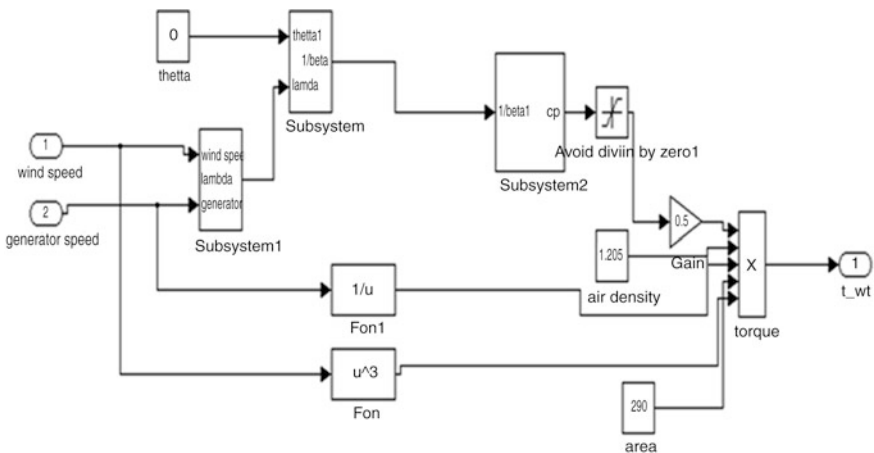 0
thetta
thetta1
1/beta
lamda
Subsystem
1
wind speed
2
generator speed
wind spee
lambda
generator
Subsystem1
1/beta1
cp
Subsystem2
Avoid diviin by zero1
0.5
Gain
1.205
air density
1/u
Fon1
u^3
Fon
290
area
X
torque
1
t_wt